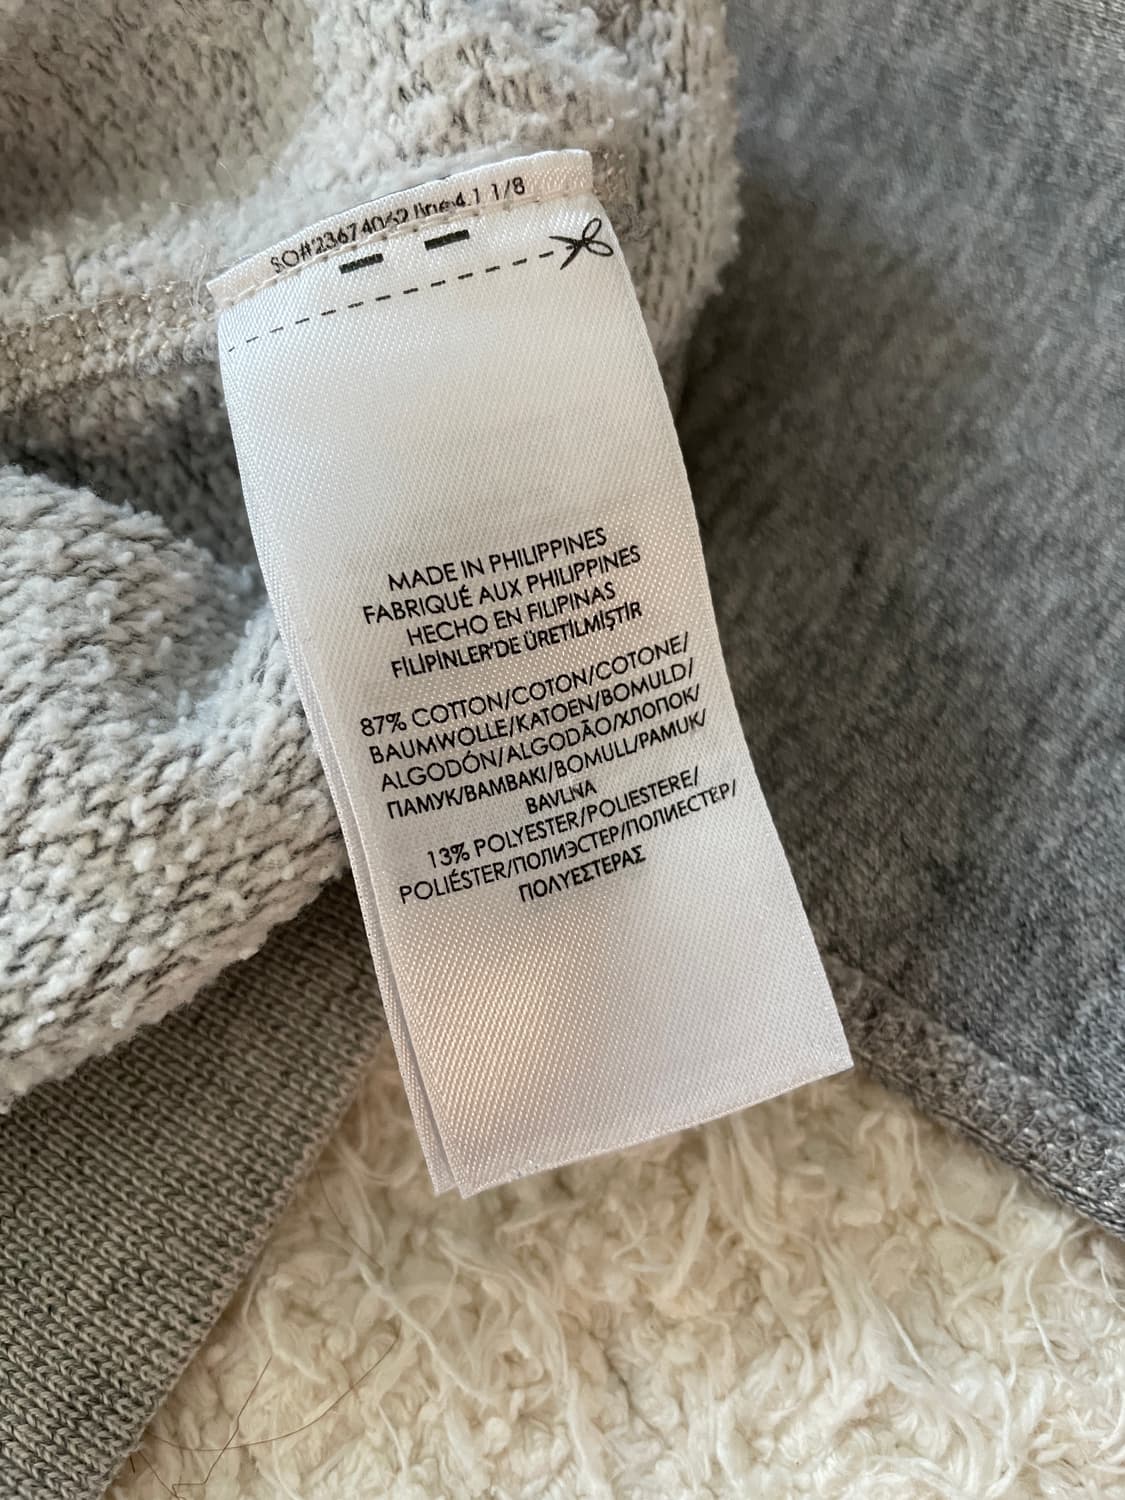 SO#23674062 line4.1 1/8
MADE IN PHILIPPINES
FABRIQUÉ AUX PHILIPPINES
HECHO EN FILIPINAS
FİLİPİNLER'DE ÜRETİLMİŞTİR
87% COTTON/COTON/COTONE/
BAUMWOLLE/KATOEN/BOMULD/
ALGODÓN/ALGODÃO/ХЛОПОК/
ПАМУК/ΒΑΜΒΑΚΙ/BOMULL/PAMUK/
BAVLNA
13% POLYESTER/POLIESTERE/
POLIÉSTER/ПОЛИЭСТЕР/ПОЛИЕСТЕР/
ΠΟΛΥΕΣΤΕΡΑΣ